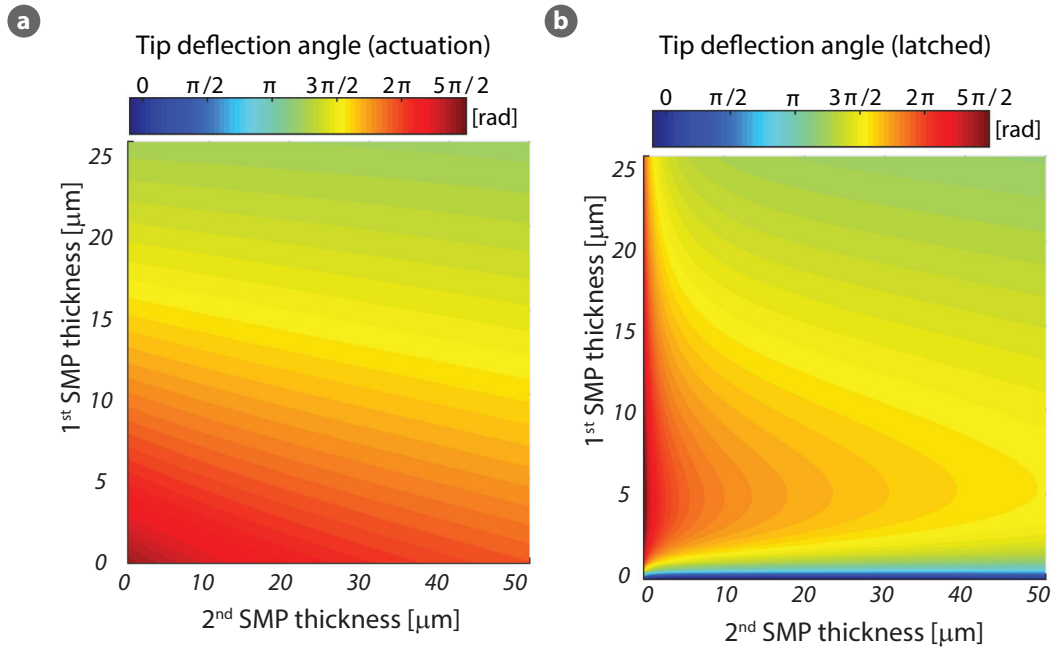 a
Tip deflection angle (actuation)
0 π/2 π 3π/2 2π 5π/2
[rad]
25
20
15
10
5
0
1st SMP thickness [μm]
0 10 20 30 40 50
2nd SMP thickness [μm]
b
Tip deflection angle (latched)
0 π/2 π 3π/2 2π 5π/2
[rad]
25
20
15
10
5
0
1st SMP thickness [μm]
0 10 20 30 40 50
2nd SMP thickness [μm]